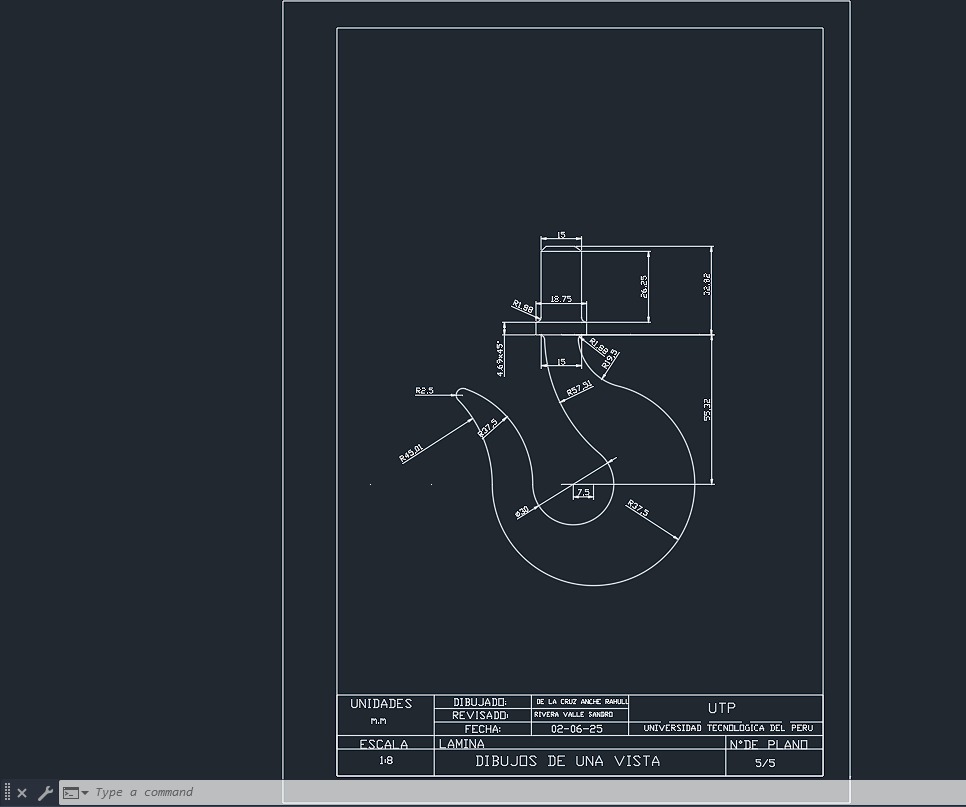 15
26.25
32.82
18.75
R1.88
4.69x45°
R1.88
R19.5
15
R57.51
R2.5
55.32
R37.5
R45.01
7.5
ø30
R37.5
UNIDADES
m.m
DIBUJADO:
DE LA CRUZ ANCHE RAHULL
REVISADO:
RIVERA VALLE SANDRO
FECHA:
02-06-25
UTP
UNIVERSIDAD TECNOLOGICA DEL PERU
ESCALA
1:8
LAMINA
DIBUJOS DE UNA VISTA
N°DE PLANO
5/5
Type a command